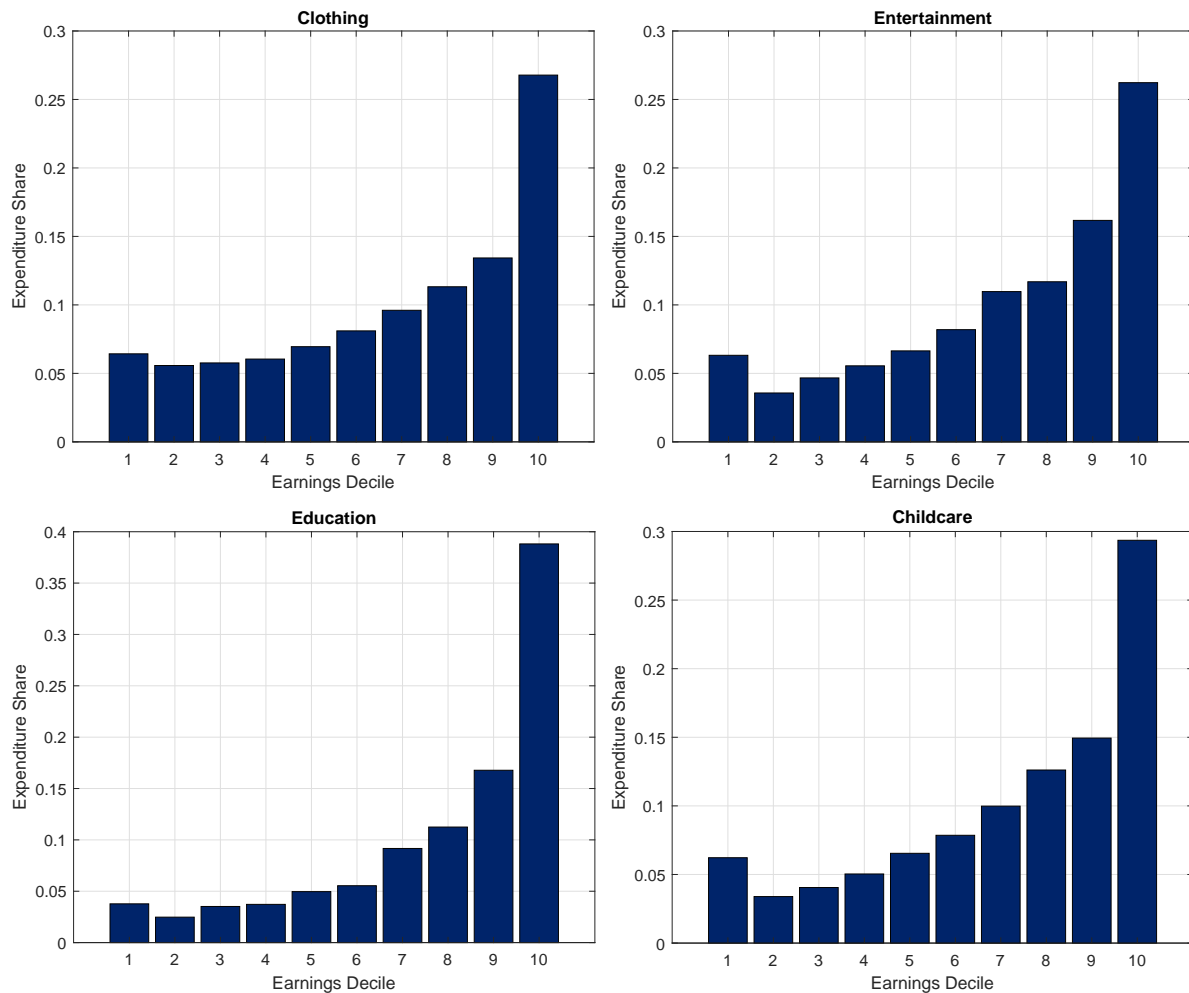 Clothing
0.3
0.25
0.2
0.15
0.1
0.05
0
Expenditure Share
1 2 3 4 5 6 7 8 9 10
Earnings Decile
Entertainment
0.3
0.25
0.2
0.15
0.1
0.05
0
Expenditure Share
1 2 3 4 5 6 7 8 9 10
Earnings Decile
Education
0.4
0.35
0.3
0.25
0.2
0.15
0.1
0.05
0
Expenditure Share
1 2 3 4 5 6 7 8 9 10
Earnings Decile
Childcare
0.3
0.25
0.2
0.15
0.1
0.05
0
Expenditure Share
1 2 3 4 5 6 7 8 9 10
Earnings Decile